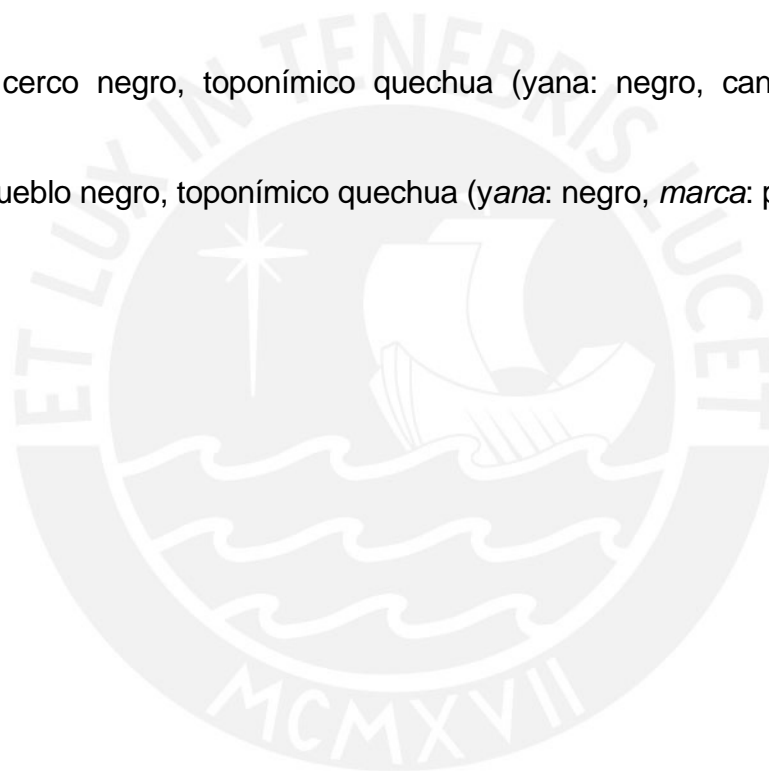 cerco negro, toponímico quechua (yana: negro, can
ueblo negro, toponímico quechua (yana: negro, marca: p
ET LUX IN TENEBRIS LUCET
MCMXVII